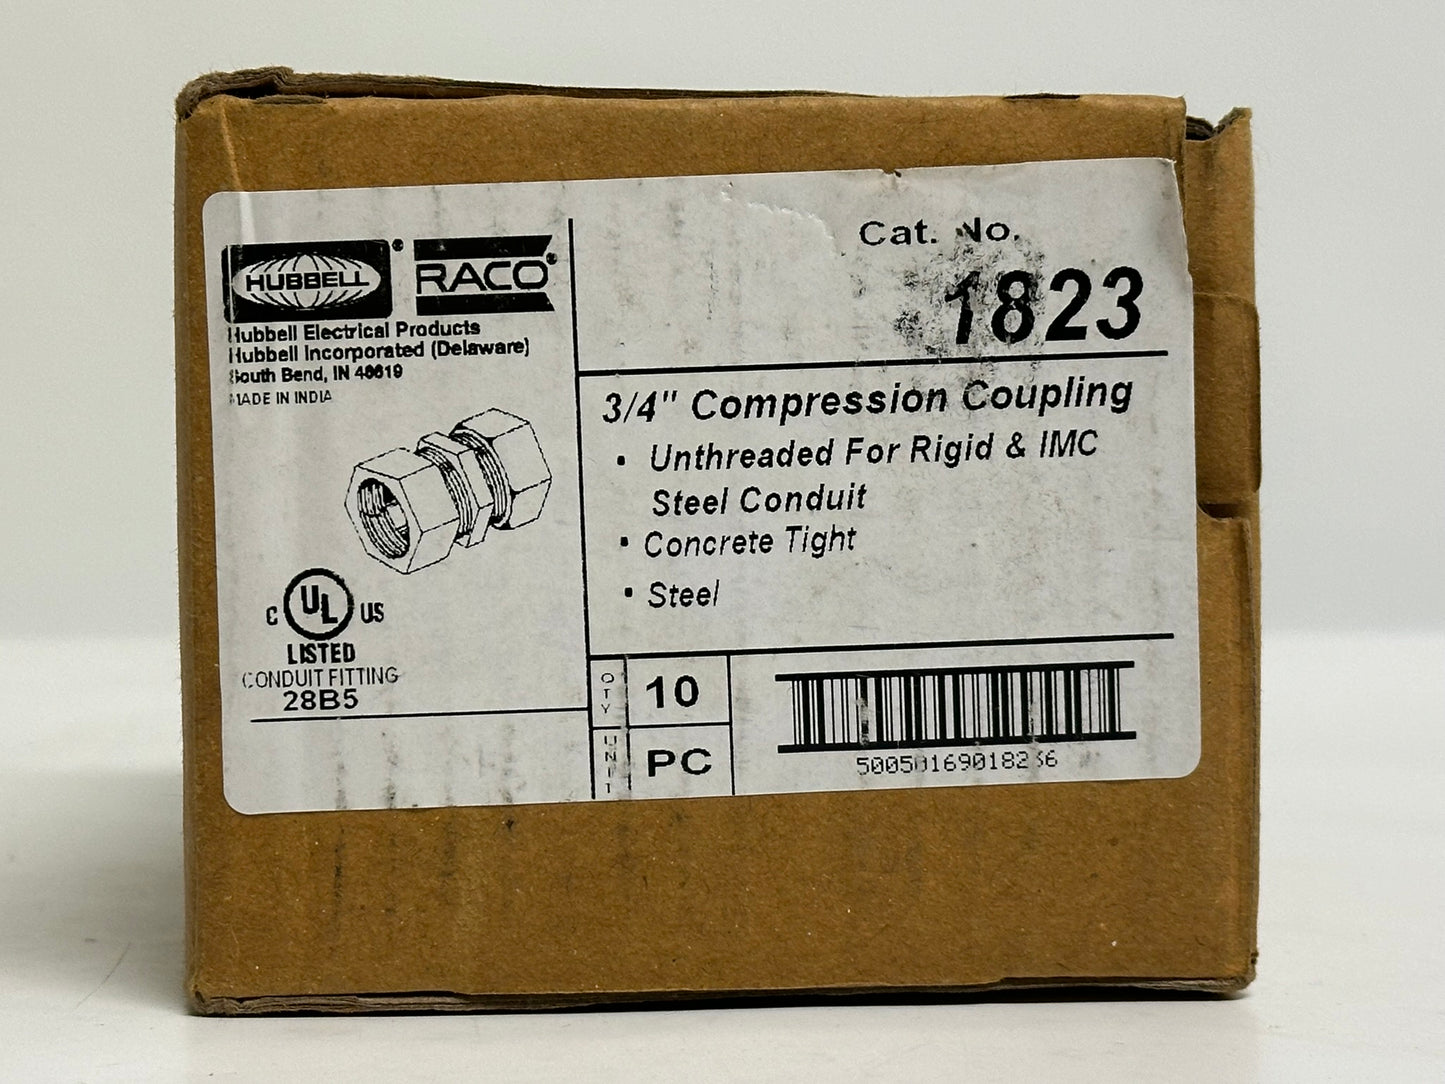 HUBBELL®
RACO®
Hubbell Electrical Products
Hubbell Incorporated (Delaware)
South Bend, IN 46619
MADE IN INDIA
C UL US
LISTED
CONDUIT FITTING
28B5
Cat. No.
1823
3/4" Compression Coupling
• Unthreaded For Rigid & IMC
Steel Conduit
• Concrete Tight
• Steel
QTY 10
UNIT PC
50050169018236